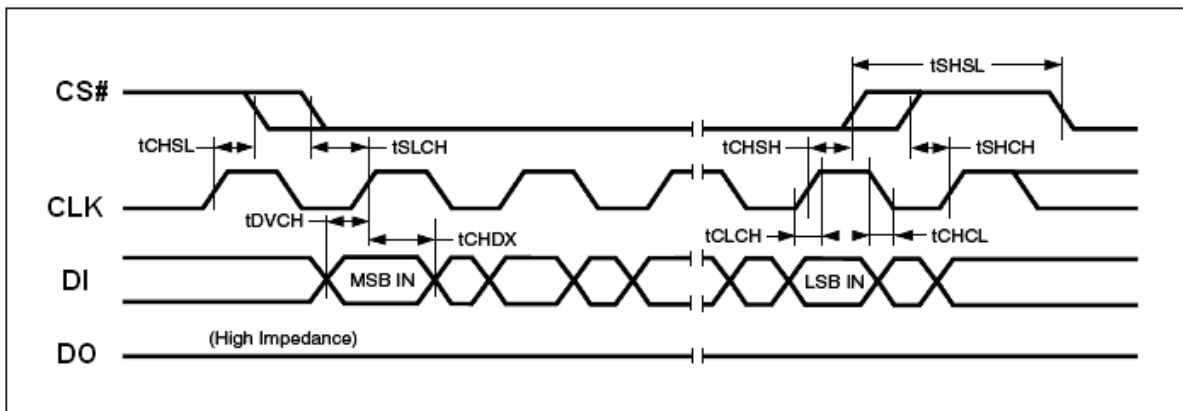 tSHSL
CS#
tCHSL
tSLCH
tCHSH
tSHCH
CLK
tDVCH
tCHDX
tCLCH
tCHCL
DI
MSB IN
LSB IN
(High Impedance)
DO